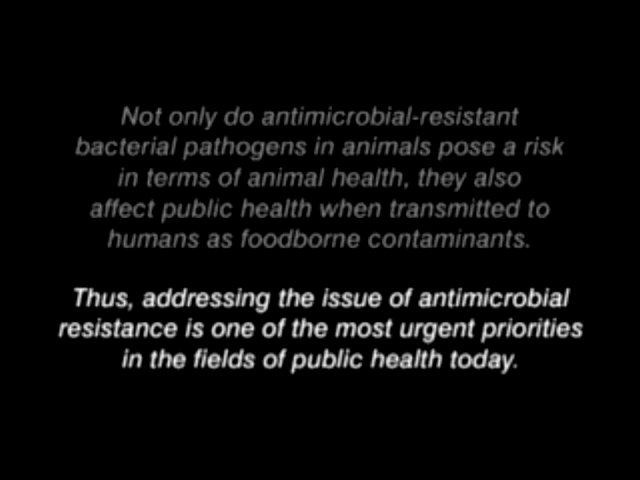 Not only do antimicrobial-resistant
bacterial pathogens in animals pose a risk
in terms of animal health, they also
affect public health when transmitted to
humans as foodborne contaminants.
Thus, addressing the issue of antimicrobial
resistance is one of the most urgent priorities
in the fields of public health today.